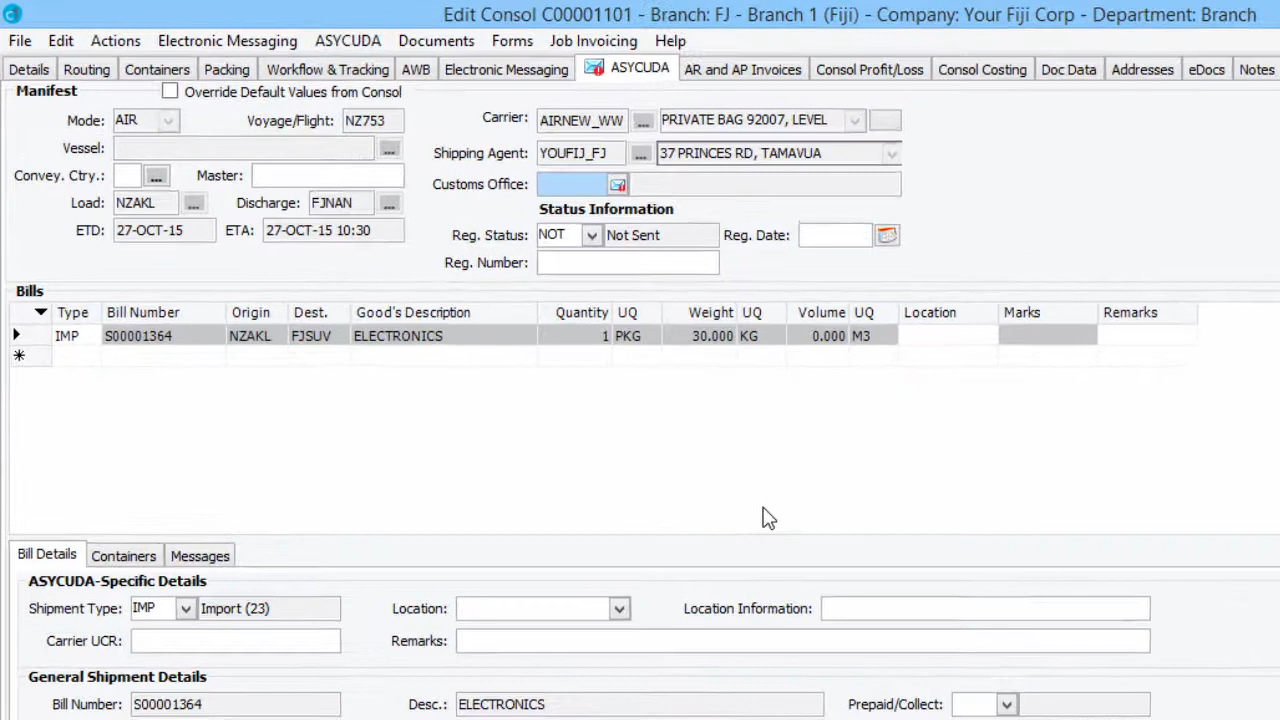 Edit Consol C00001101 - Branch: FJ - Branch 1 (Fiji) - Company: Your Fiji Corp - Department: Branch
File Edit Actions Electronic Messaging ASYCUDA Documents Forms Job Invoicing Help
Details Routing Containers Packing Workflow & Tracking AWB Electronic Messaging ASYCUDA AR and AP Invoices Consol Profit/Loss Consol Costing Doc Data Addresses eDocs Notes
Manifest Override Default Values from Consol
Mode: AIR Voyage/Flight: NZ753 Carrier: AIRNEW_WW ... PRIVATE BAG 92007, LEVEL
Vessel: ... Shipping Agent: YOUFIJ_FJ ... 37 PRINCES RD, TAMAVUA
Convey. Ctry.: ... Master: Customs Office:
Load: NZAKL ... Discharge: FJNAN ... Status Information
ETD: 27-OCT-15 ETA: 27-OCT-15 10:30 Reg. Status: NOT Not Sent Reg. Date:
Reg. Number:
Bills
Type Bill Number Origin Dest. Good's Description Quantity UQ Weight UQ Volume UQ Location Marks Remarks
IMP S00001364 NZAKL FJSUV ELECTRONICS 1 PKG 30.000 KG 0.000 M3
Bill Details Containers Messages
ASYCUDA-Specific Details
Shipment Type: IMP Import (23) Location: Location Information:
Carrier UCR: Remarks:
General Shipment Details
Bill Number: S00001364 Desc.: ELECTRONICS Prepaid/Collect: